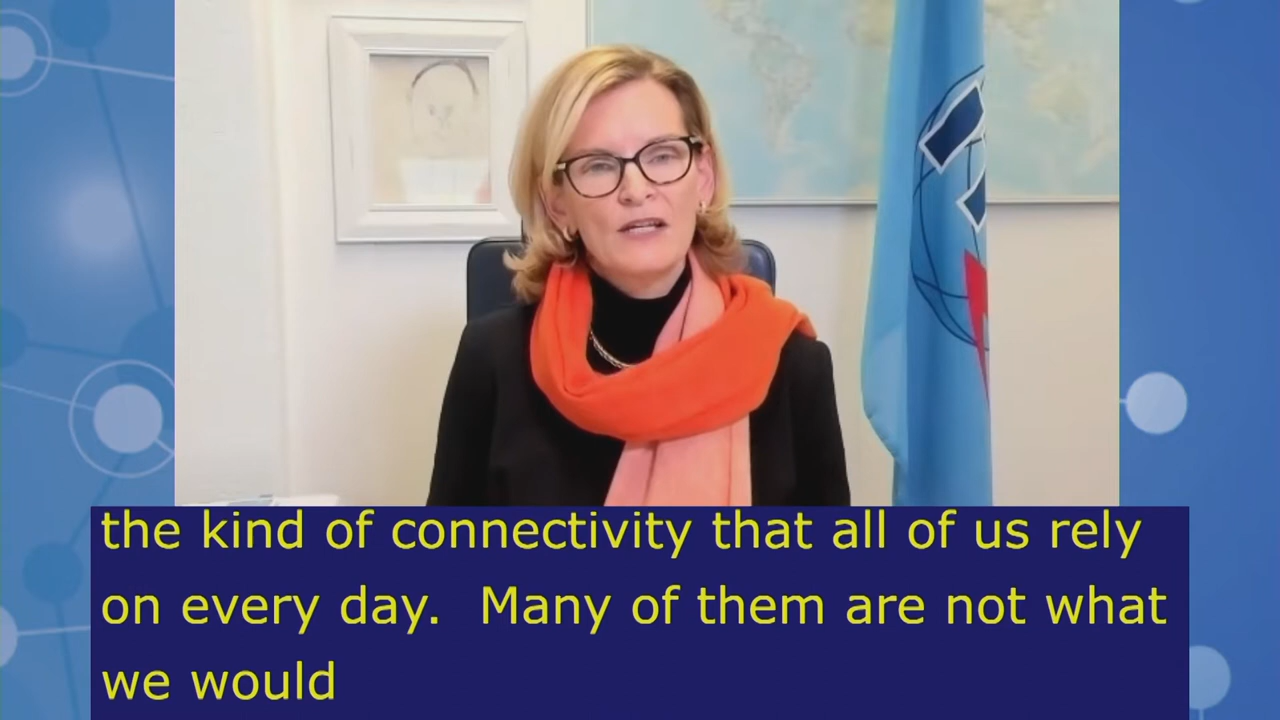 the kind of connectivity that all of us rely
on every day.  Many of them are not what
we would